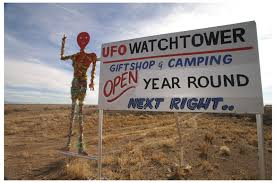 UFO WATCHTOWER
GIFTSHOP & CAMPING
OPEN YEAR ROUND
NEXT RIGHT..